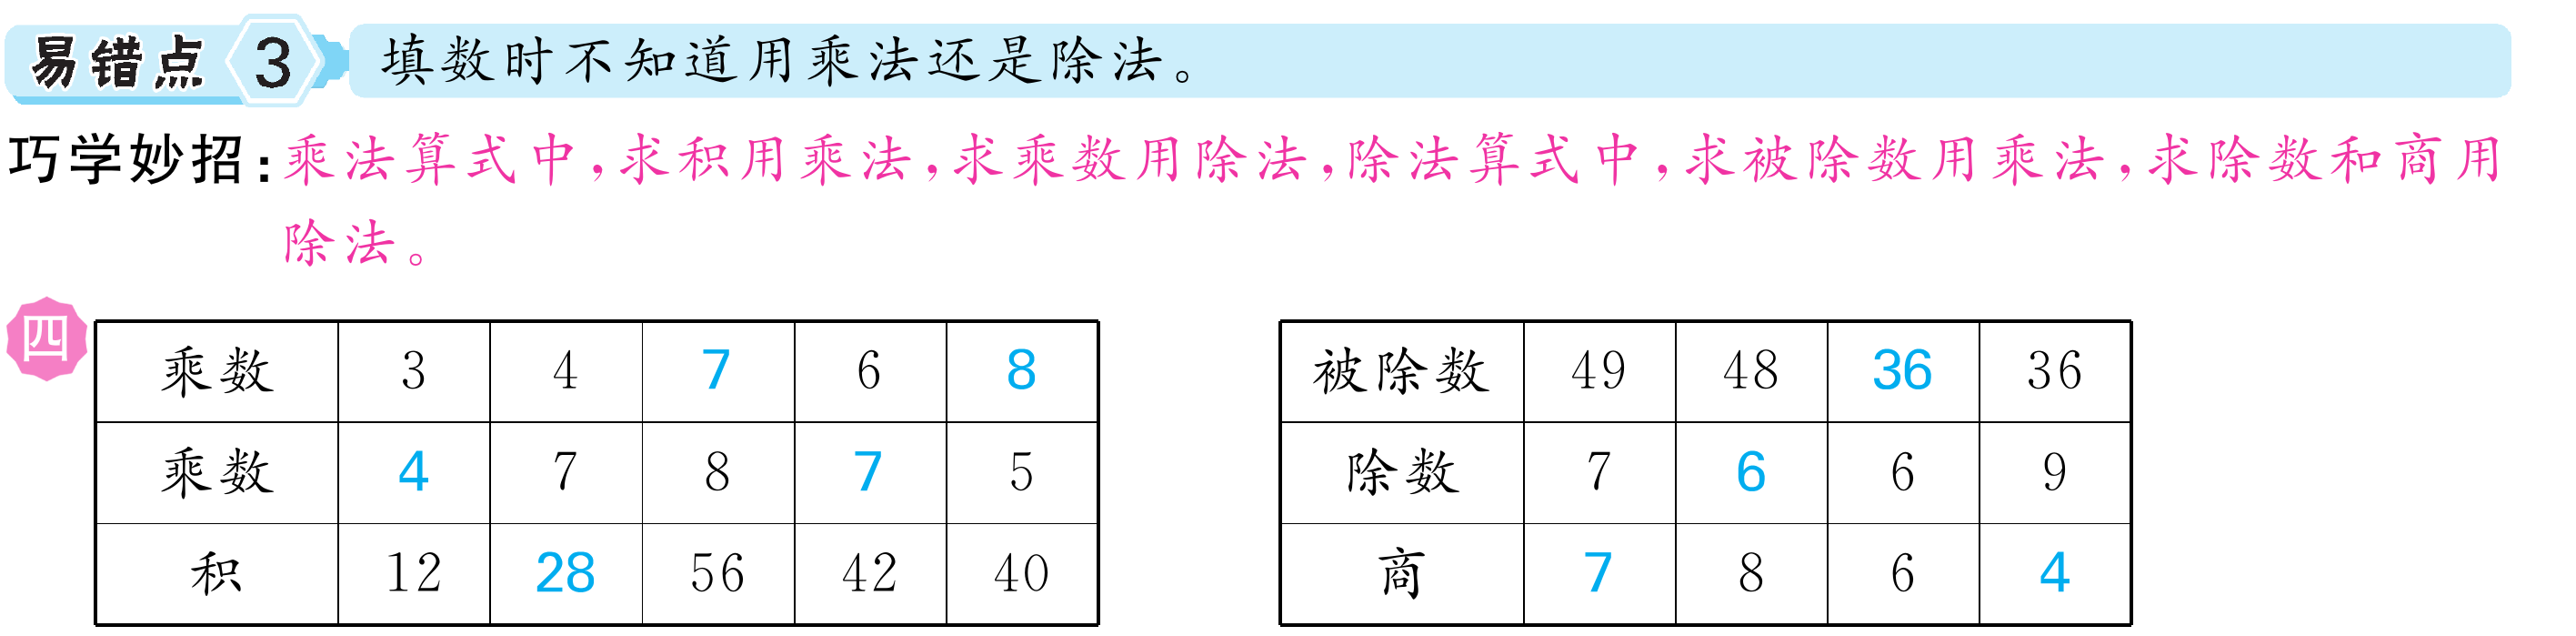 易错点 3 填数时不知道用乘法还是除法。
巧学妙招:乘法算式中,求积用乘法,求乘数用除法,除法算式中,求被除数用乘法,求除数和商用
除法。
四
乘数 3 4 7 6 8
乘数 4 7 8 7 5
积 12 28 56 42 40
被除数 49 48 36 36
除数 7 6 6 9
商 7 8 6 4